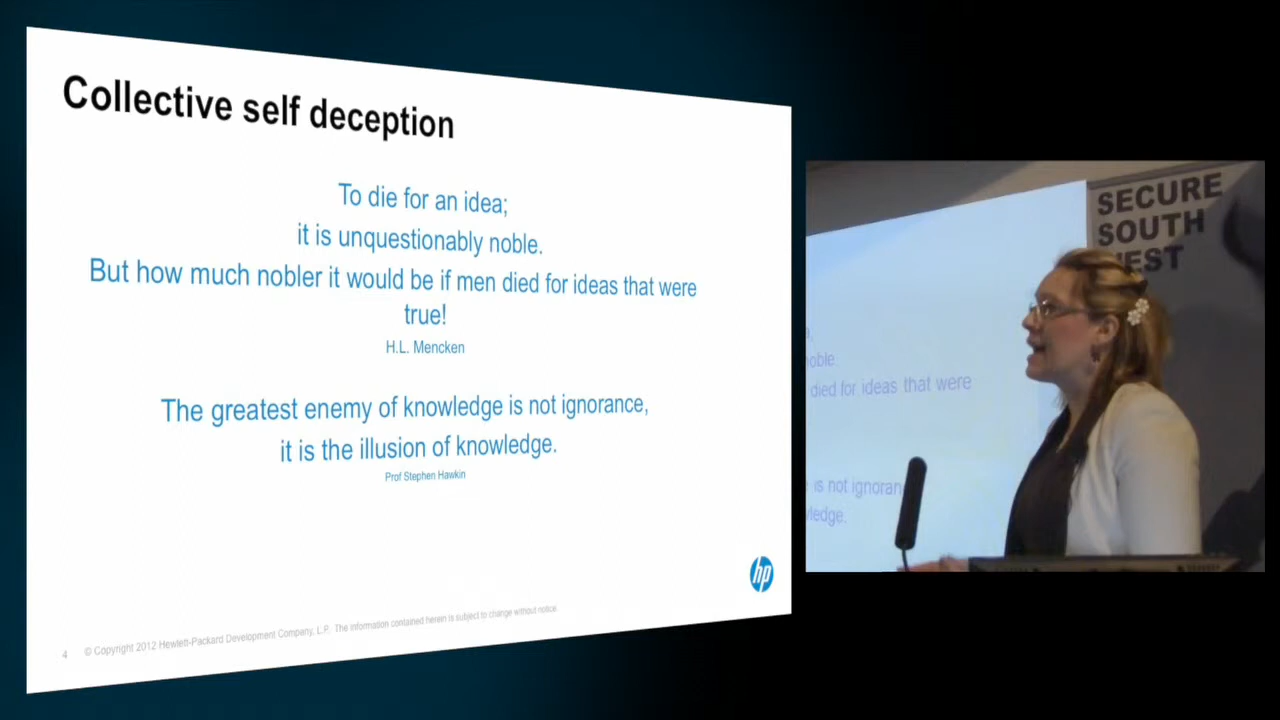 Collective self deception
To die for an idea;
it is unquestionably noble.
But how much nobler it would be if men died for ideas that were
true!
H.L. Mencken
The greatest enemy of knowledge is not ignorance,
it is the illusion of knowledge.
Prof Stephen Hawkin
hp
4 © Copyright 2012 Hewlett-Packard Development Company, L.P. The information contained herein is subject to change without notice
SECURE
SOUTH
WEST
died for ideas that were
is not ignoran